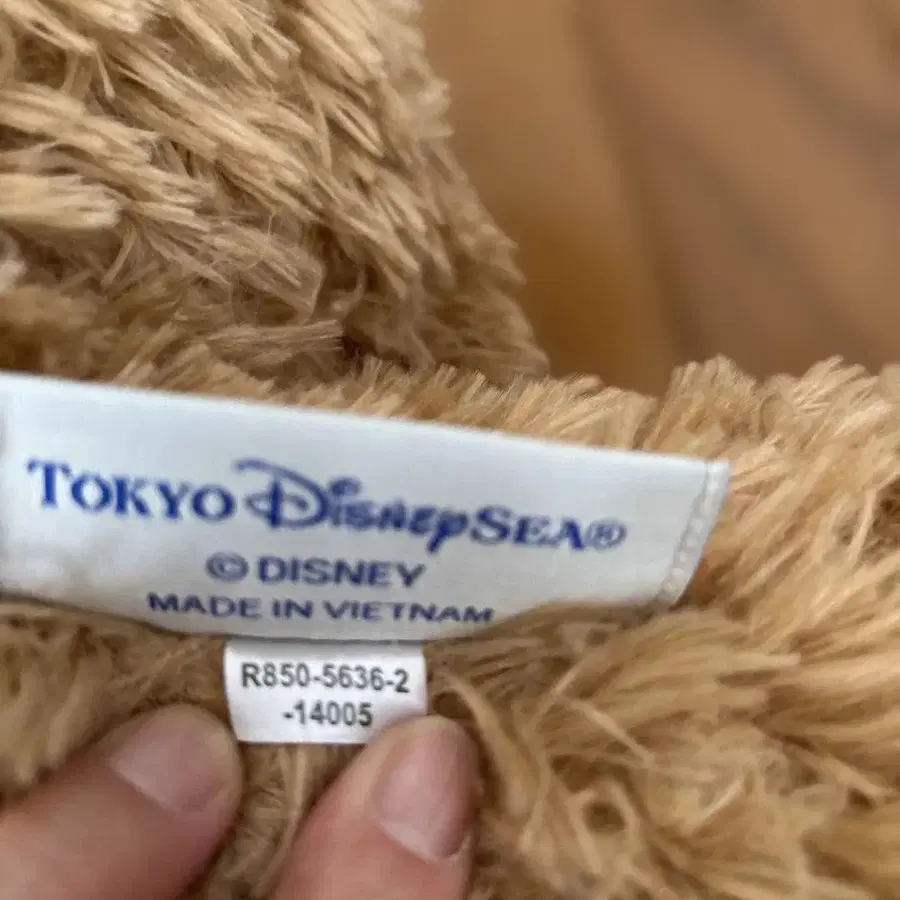 TOKYO DISNEYSEA®
© DISNEY
MADE IN VIETNAM
R850-5636-2
-14005